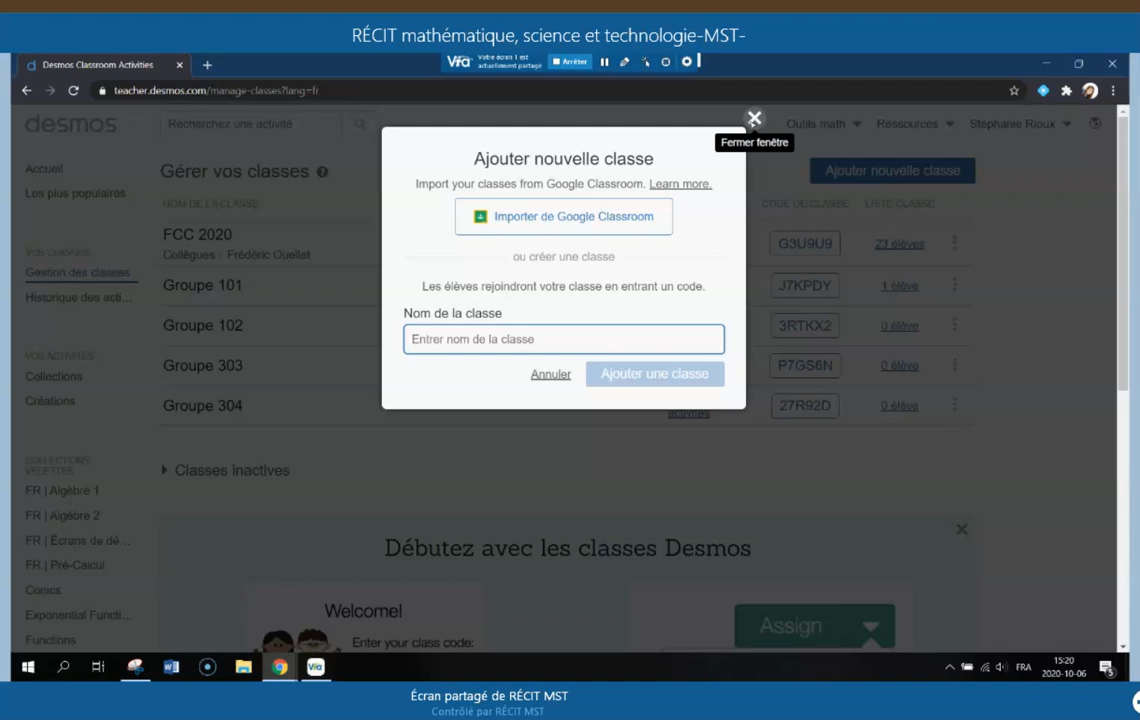 RÉCIT mathématique, science et technologie-MST-
Desmos Classroom Activities
Vía Votre écran 1 est actuellement partagé Arrêter
teacher.desmos.com/manage-classes?lang=fr
desmos Recherchez une activité Outils math Ressources Stéphanie Rioux
Fermer fenêtre
Accueil
Les plus populaires
VOS CLASSES
Gestion des classes
Historique des acti...
VOS ACTIVITÉS
Collections
Créations
COLLECTIONS
VEDETTES
FR | Algèbre 1
FR | Algèbre 2
FR | Écrans de dé...
FR | Pré-Calcul
Conics
Exponential Functi...
Functions
Gérer vos classes
Ajouter nouvelle classe
NOM DE LA CLASSE CODE DE CLASSE LISTE CLASSE
FCC 2020 G3U9U9 23 élèves
Collègues : Frédéric Ouellet
Groupe 101 J7KPDY 1 élève
Groupe 102 3RTKX2 0 élève
Groupe 303 P7GS6N 0 élève
Groupe 304 27R92D 0 élève
activités
Classes inactives
Ajouter nouvelle classe
Import your classes from Google Classroom. Learn more.
Importer de Google Classroom
ou créer une classe
Les élèves rejoindront votre classe en entrant un code.
Nom de la classe
Entrer nom de la classe
Annuler Ajouter une classe
Débutez avec les classes Desmos
Welcome!
Enter your class code:
Assign
Vía
FRA
15:20
2020-10-06
Écran partagé de RÉCIT MST
Contrôlé par RÉCIT MST